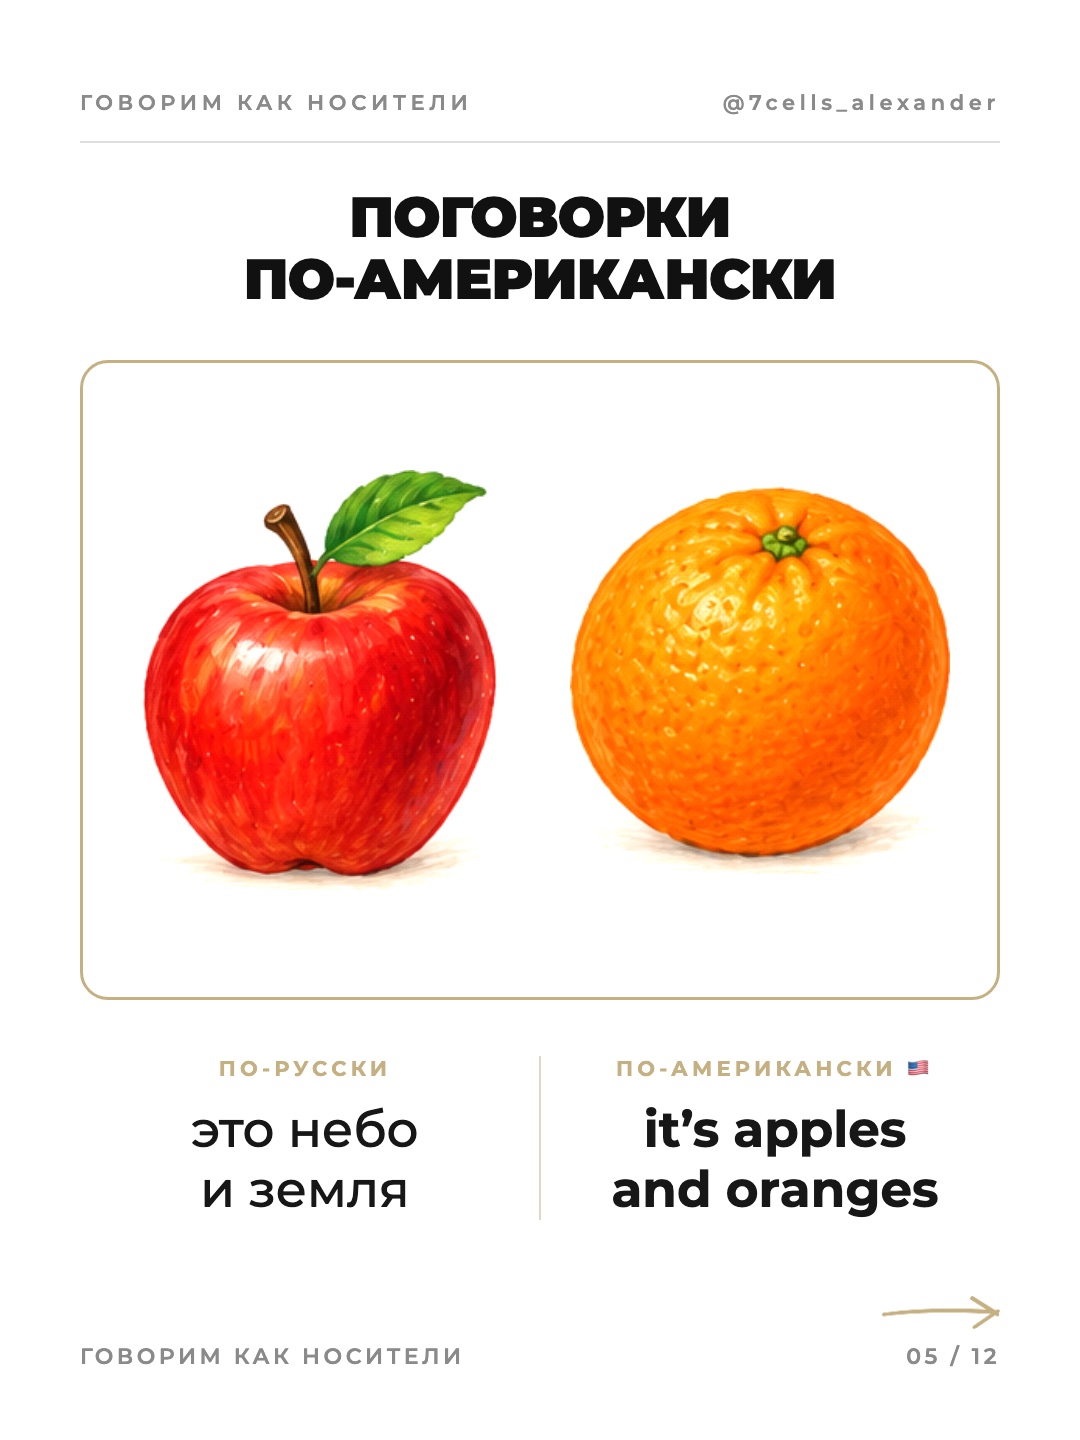 ГОВОРИМ КАК НОСИТЕЛИ
@7cells_alexander
ПОГОВОРКИ
ПО-АМЕРИКАНСКИ
ПО-РУССКИ
это небо
и земля
ПО-АМЕРИКАНСКИ 🇺🇸
it’s apples
and oranges
ГОВОРИМ КАК НОСИТЕЛИ
05 / 12